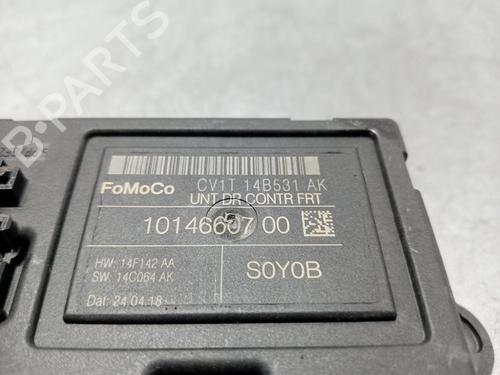 B-PARTS
FoMoCo
CV1T 14B531 AK
UNT DR CONTR FRT
10146607 00
HW: 14F142 AA
SW: 14C064 AK
S0Y0B
Dat: 24.04.18